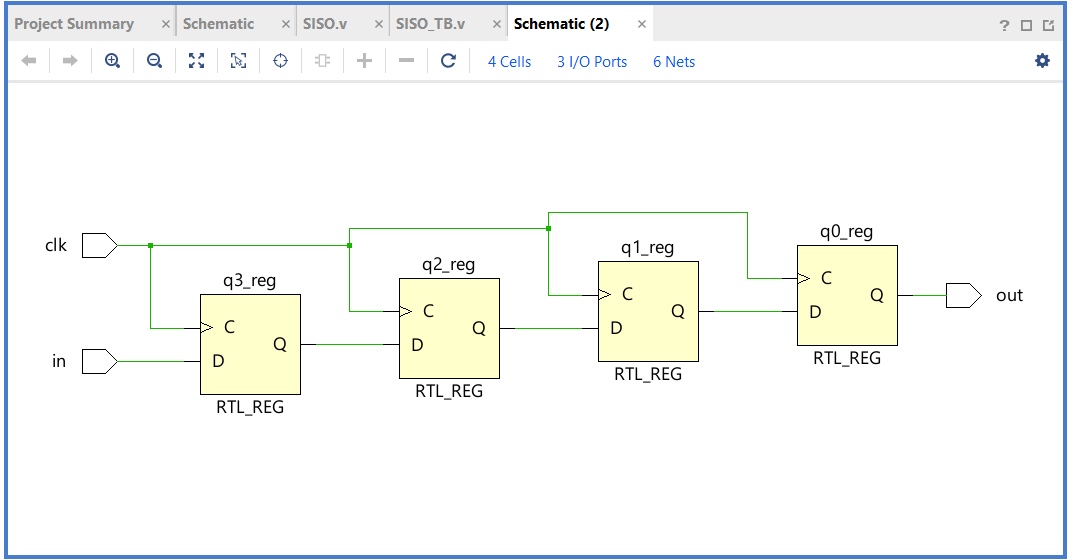 Project Summary × Schematic × SISO.v × SISO_TB.v × Schematic (2) × ?
4 Cells 3 I/O Ports 6 Nets
clk
in
q3_reg
C
D
Q
RTL_REG
q2_reg
C
D
Q
RTL_REG
q1_reg
C
D
Q
RTL_REG
q0_reg
C
D
Q
RTL_REG
out